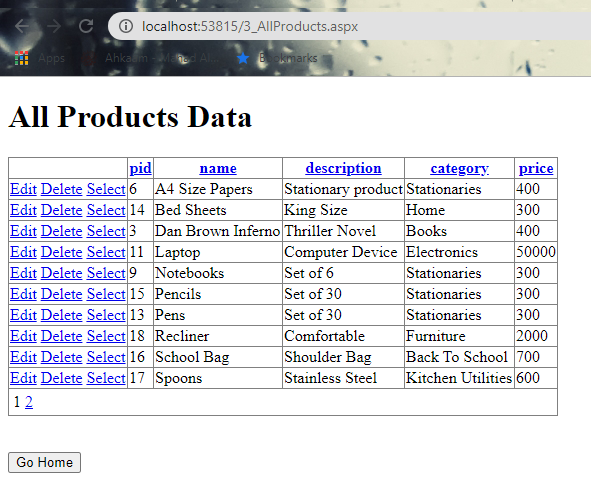 localhost:53815/3_AllProducts.aspx
Apps Bookmarks
All Products Data
pid name description category price
Edit Delete Select 6 A4 Size Papers Stationary product Stationaries 400
Edit Delete Select 14 Bed Sheets King Size Home 300
Edit Delete Select 3 Dan Brown Inferno Thriller Novel Books 400
Edit Delete Select 11 Laptop Computer Device Electronics 50000
Edit Delete Select 9 Notebooks Set of 6 Stationaries 300
Edit Delete Select 15 Pencils Set of 30 Stationaries 300
Edit Delete Select 13 Pens Set of 30 Stationaries 300
Edit Delete Select 18 Recliner Comfortable Furniture 2000
Edit Delete Select 16 School Bag Shoulder Bag Back To School 700
Edit Delete Select 17 Spoons Stainless Steel Kitchen Utilities 600
1 2
Go Home